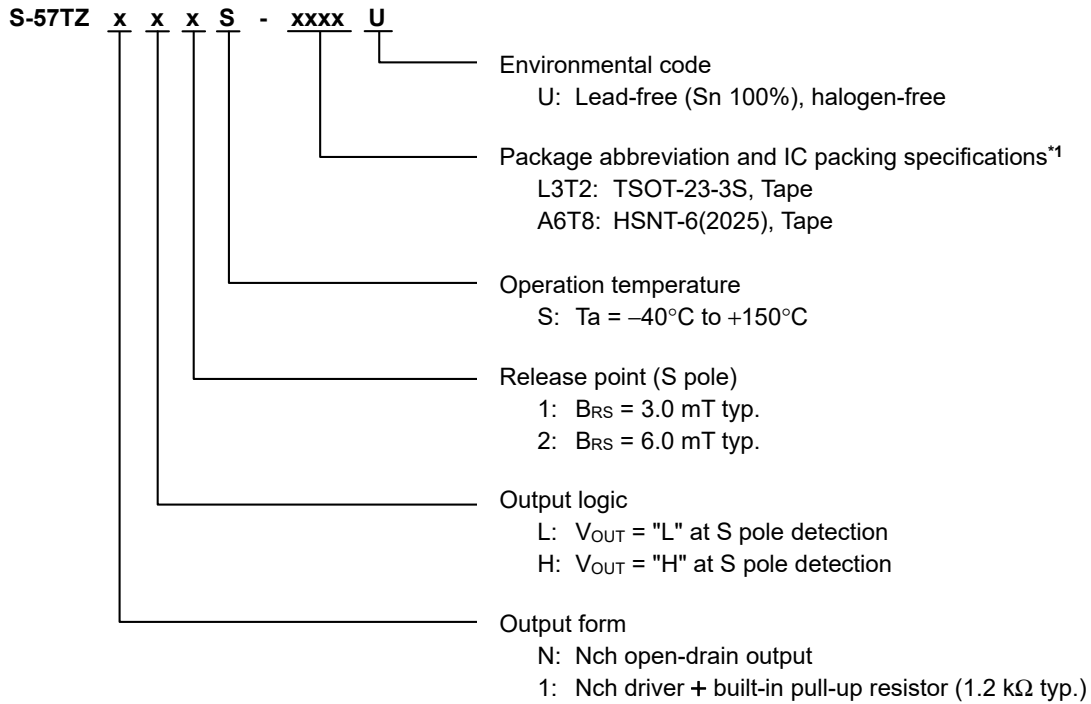 S-57TZ x x x S - xxxx U
Environmental code
U: Lead-free (Sn 100%), halogen-free
Package abbreviation and IC packing specifications*1
L3T2: TSOT-23-3S, Tape
A6T8: HSNT-6(2025), Tape
Operation temperature
S: Ta = −40°C to +150°C
Release point (S pole)
1: BRS = 3.0 mT typ.
2: BRS = 6.0 mT typ.
Output logic
L: VOUT = "L" at S pole detection
H: VOUT = "H" at S pole detection
Output form
N: Nch open-drain output
1: Nch driver + built-in pull-up resistor (1.2 kΩ typ.)